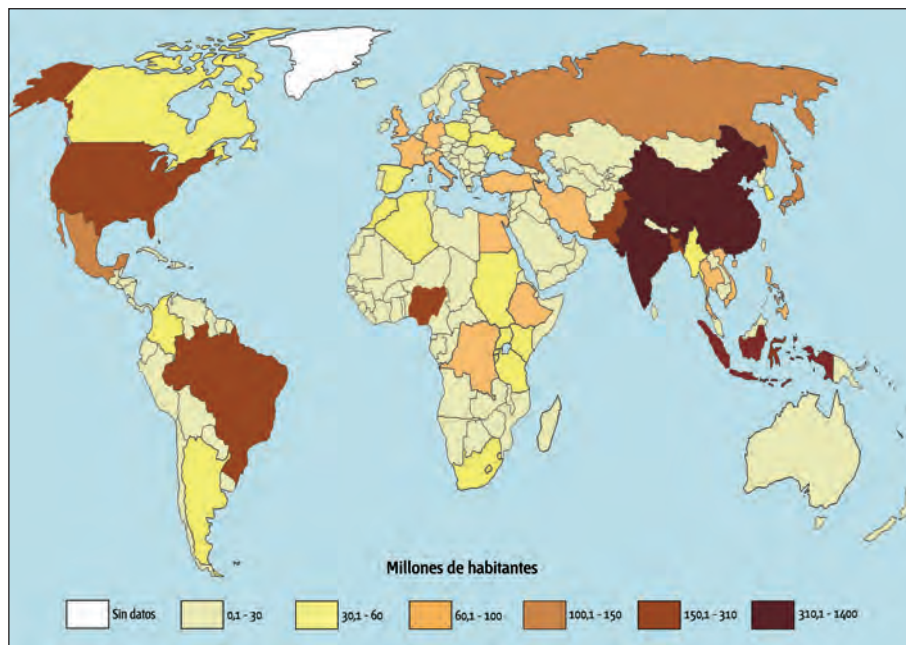 Millones de habitantes
Sin datos
0,1 - 30
30,1 - 60
60,1 - 100
100,1 - 150
150,1 - 310
310,1 - 1400